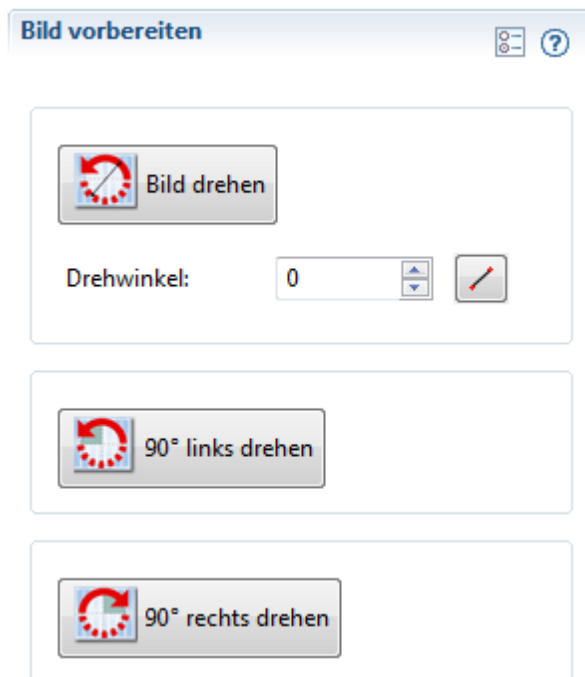 Bild vorbereiten
Bild drehen
Drehwinkel: 0
90° links drehen
90° rechts drehen